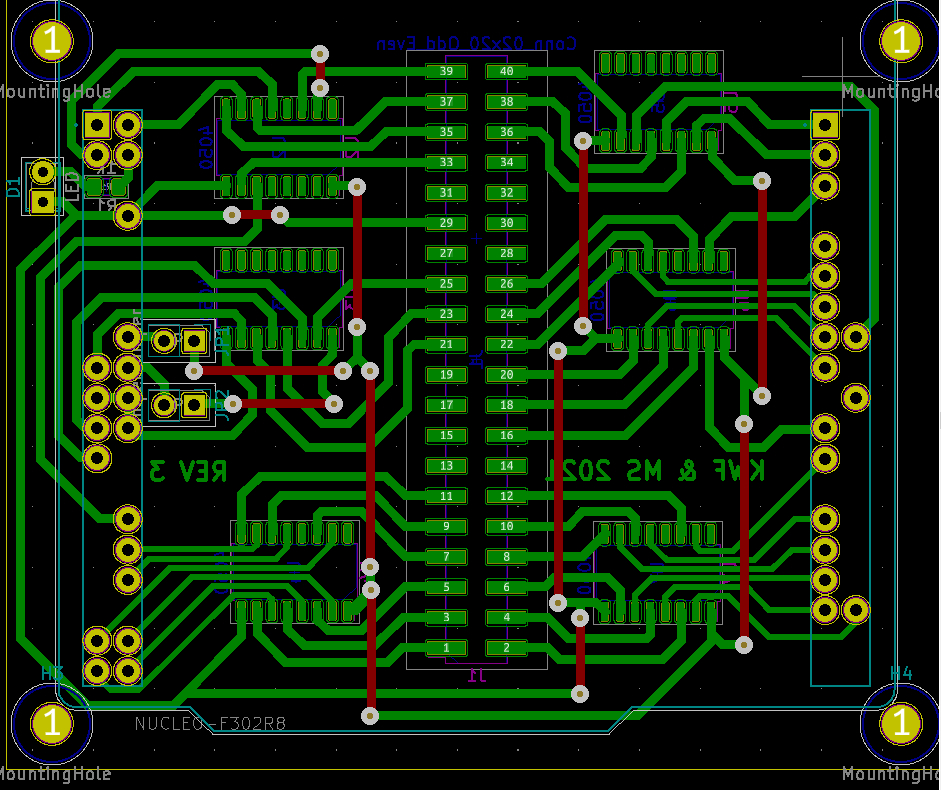 1
1
Conn_02x20_Odd_Even
MountingHole
MountingHole
39 40
37 38
35 36
33 34
31 32
29 30
27 28
25 26
23 24
21 22
19 20
17 18
15 16
13 14
11 12
9 10
7 8
5 6
3 4
1 2
4050
D1
LED
R1
J1
REV 3
KWF & MS 2021
J1
H3
H4
1
1
NUCLEO-F302R8
MountingHole
MountingHole